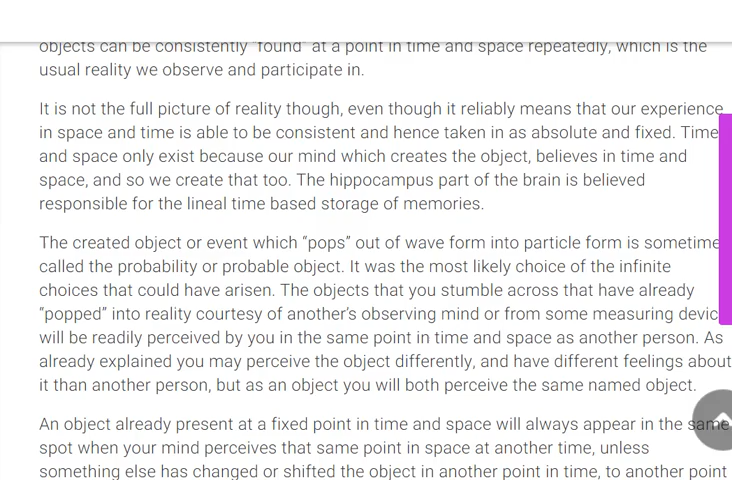 objects can be consistently "found" at a point in time and space repeatedly, which is the
usual reality we observe and participate in.
It is not the full picture of reality though, even though it reliably means that our experience
in space and time is able to be consistent and hence taken in as absolute and fixed. Time
and space only exist because our mind which creates the object, believes in time and
space, and so we create that too. The hippocampus part of the brain is believed
responsible for the lineal time based storage of memories.
The created object or event which “pops” out of wave form into particle form is sometime
called the probability or probable object. It was the most likely choice of the infinite
choices that could have arisen. The objects that you stumble across that have already
“popped” into reality courtesy of another’s observing mind or from some measuring devic
will be readily perceived by you in the same point in time and space as another person. As
already explained you may perceive the object differently, and have different feelings about
it than another person, but as an object you will both perceive the same named object.
An object already present at a fixed point in time and space will always appear in the same
spot when your mind perceives that same point in space at another time, unless
something else has changed or shifted the object in another point in time, to another point